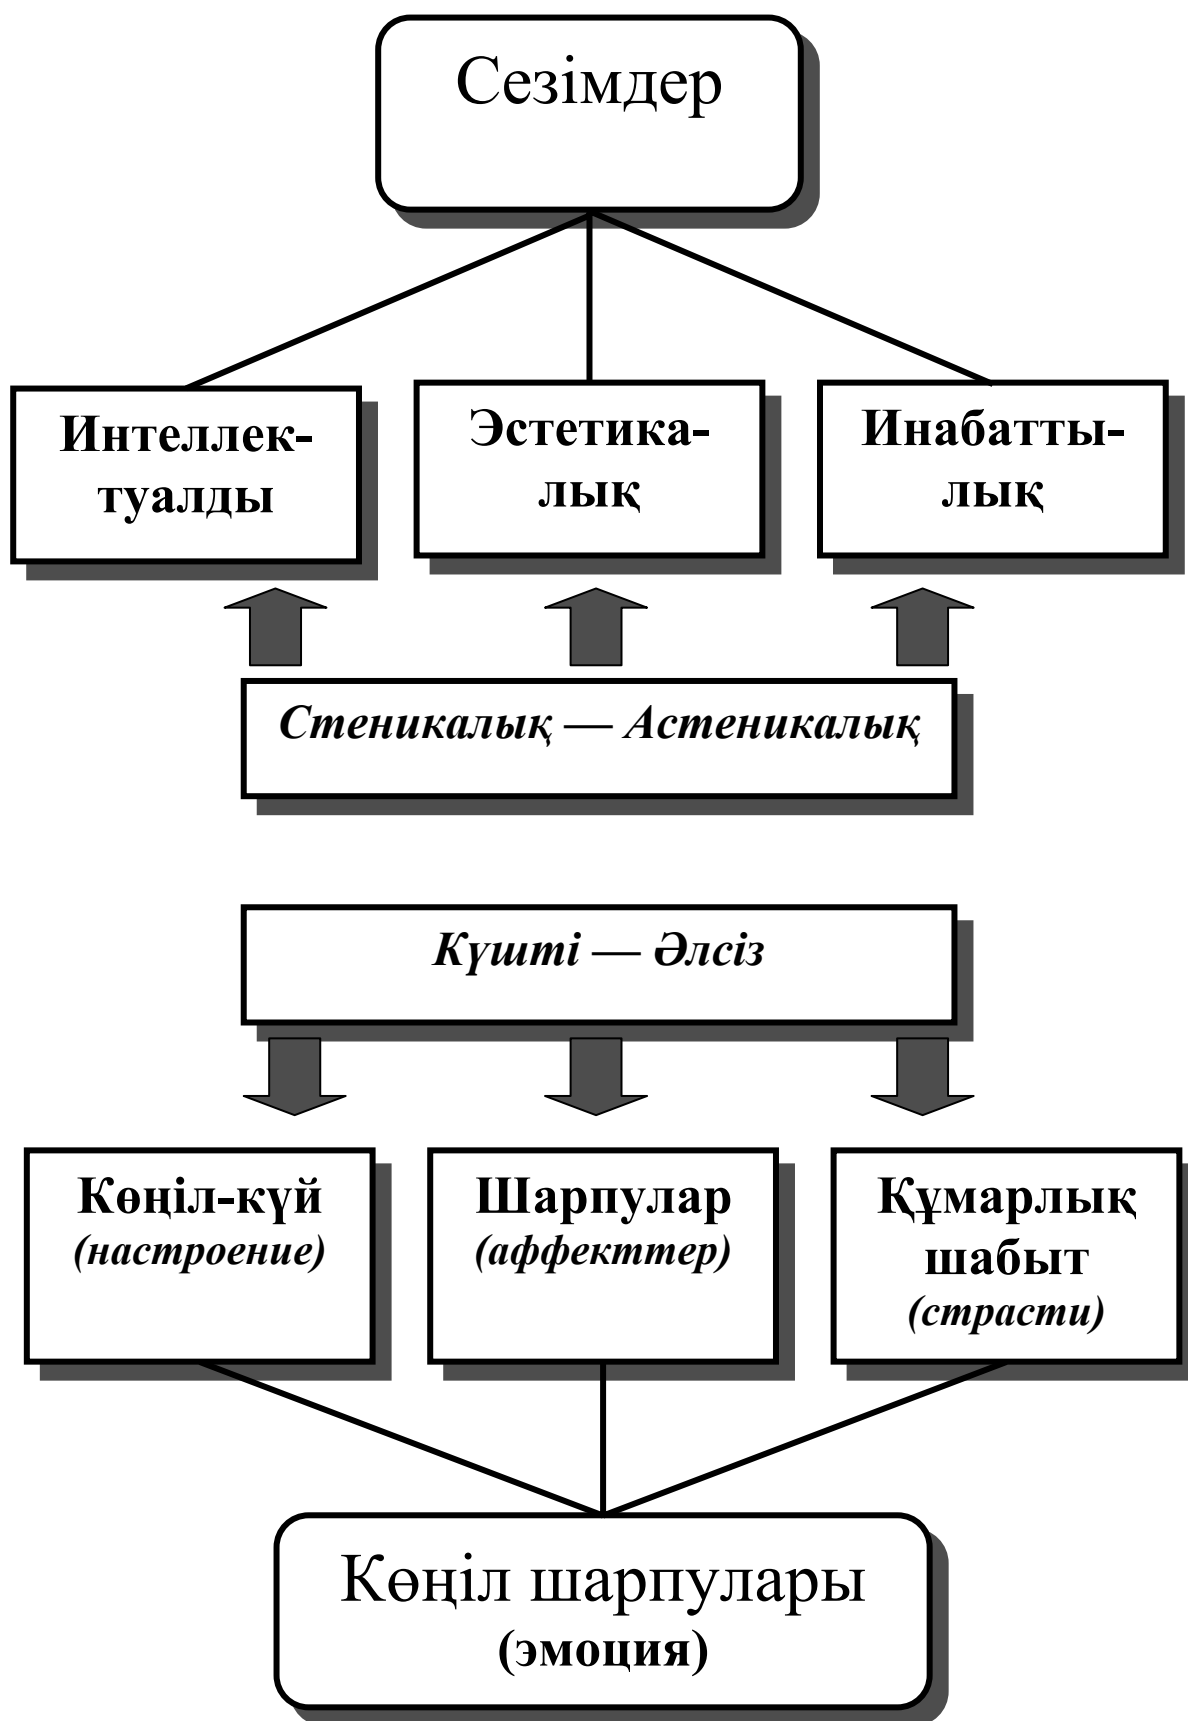 Сезімдер
Интеллек-
туалды
Эстетика-
лық
Инабатты-
лық
Стеникалық — Астеникалық
Күшті — Әлсіз
Көңіл-күй
(настроение)
Шарпулар
(аффекттер)
Құмарлық
шабыт
(страсти)
Көңіл шарпулары
(эмоция)